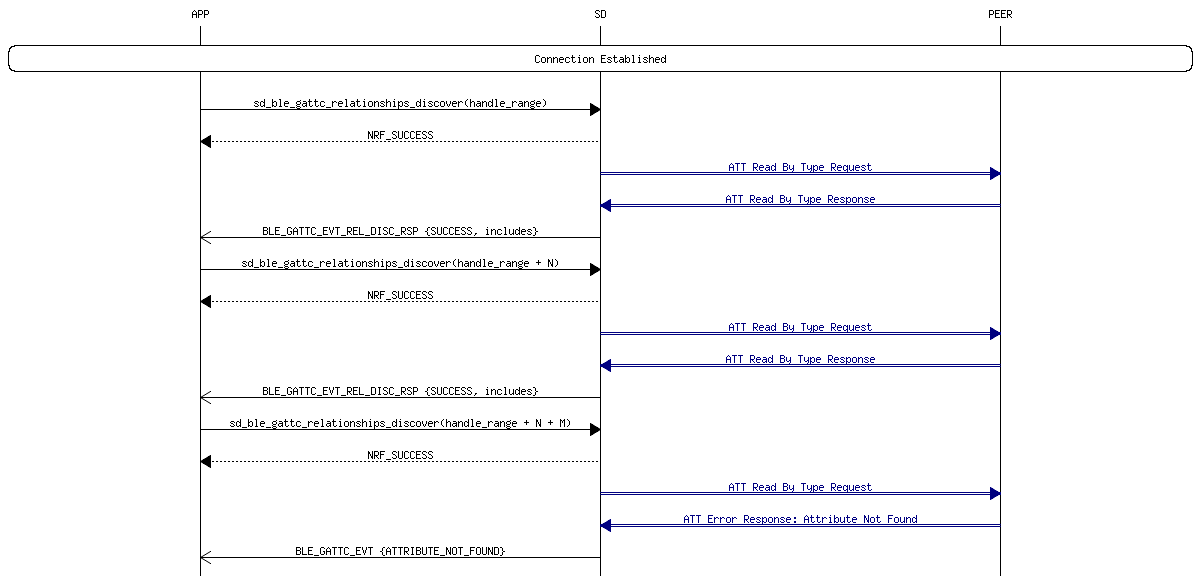 APP SD PEER
Connection Established
sd_ble_gattc_relationships_discover(handle_range)
NRF_SUCCESS
ATT Read By Type Request
ATT Read By Type Response
BLE_GATTC_EVT_REL_DISC_RSP {SUCCESS, includes}
sd_ble_gattc_relationships_discover(handle_range + N)
NRF_SUCCESS
ATT Read By Type Request
ATT Read By Type Response
BLE_GATTC_EVT_REL_DISC_RSP {SUCCESS, includes}
sd_ble_gattc_relationships_discover(handle_range + N + M)
NRF_SUCCESS
ATT Read By Type Request
ATT Error Response: Attribute Not Found
BLE_GATTC_EVT {ATTRIBUTE_NOT_FOUND}